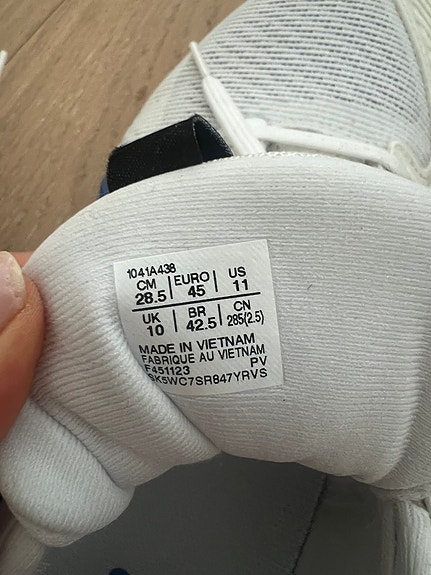 1041A438
CM 28.5 | EURO 45 | US 11
UK 10 | BR 42.5 | CN 285(2.5)
MADE IN VIETNAM
FABRIQUE AU VIETNAM
F451123 PV
SK5WC7SR847YRVS